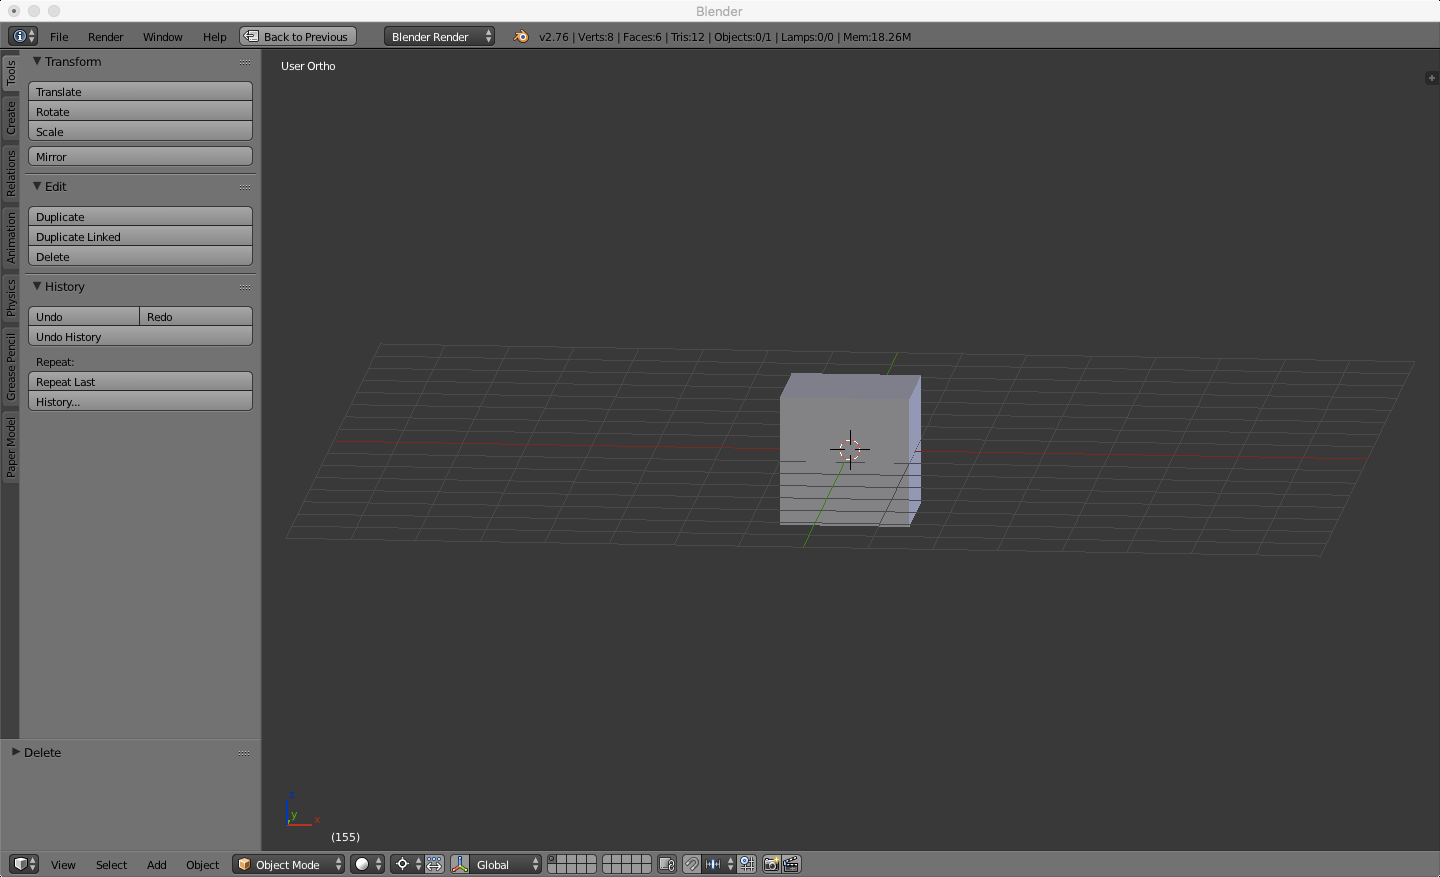 Blender
File Render Window Help Back to Previous Blender Render v2.76 | Verts:8 | Faces:6 | Tris:12 | Objects:0/1 | Lamps:0/0 | Mem:18.26M
Tools
Create
Relations
Animation
Physics
Grease Pencil
Paper Model
Transform
Translate
Rotate
Scale
Mirror
Edit
Duplicate
Duplicate Linked
Delete
History
Undo Redo
Undo History
Repeat:
Repeat Last
History...
Delete
User Ortho
z
y
x
(155)
View Select Add Object Object Mode Global